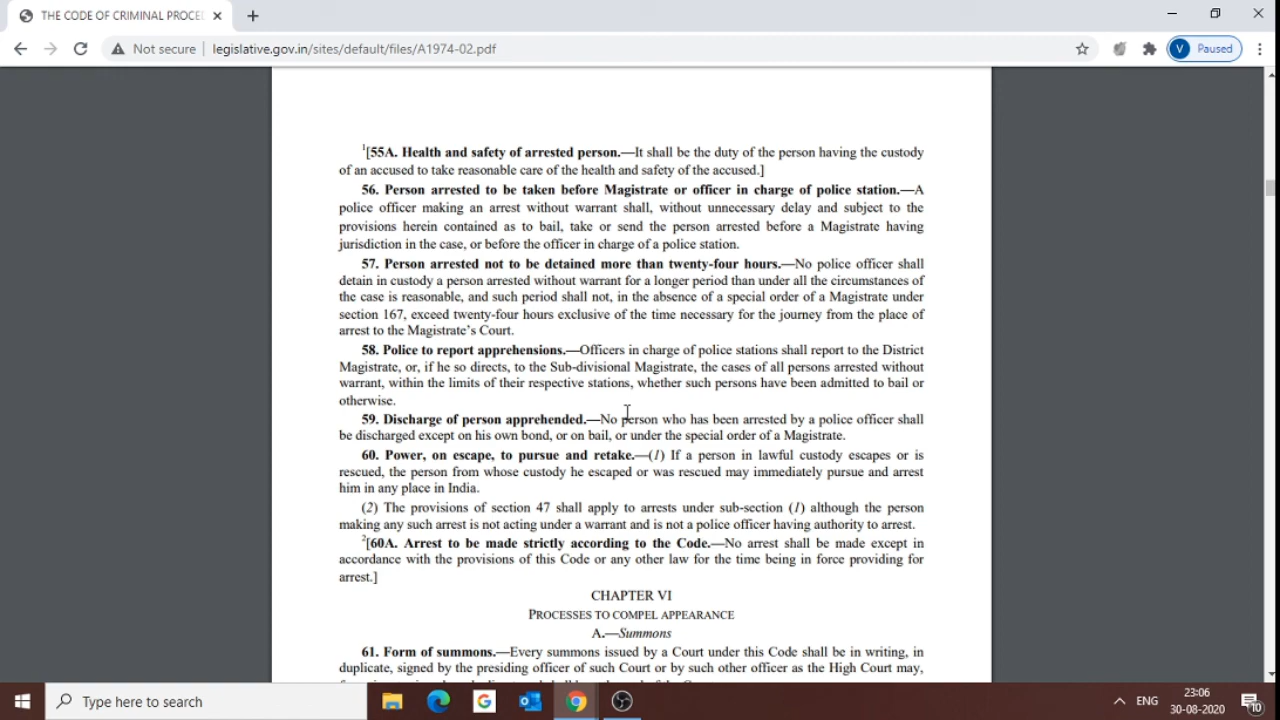 THE CODE OF CRIMINAL PROCE
Not secure
legislative.gov.in/sites/default/files/A1974-02.pdf
V
Paused
1[55A. Health and safety of arrested person.—It shall be the duty of the person having the custody
of an accused to take reasonable care of the health and safety of the accused.]
56. Person arrested to be taken before Magistrate or officer in charge of police station.—A
police officer making an arrest without warrant shall, without unnecessary delay and subject to the
provisions herein contained as to bail, take or send the person arrested before a Magistrate having
jurisdiction in the case, or before the officer in charge of a police station.
57. Person arrested not to be detained more than twenty-four hours.—No police officer shall
detain in custody a person arrested without warrant for a longer period than under all the circumstances of
the case is reasonable, and such period shall not, in the absence of a special order of a Magistrate under
section 167, exceed twenty-four hours exclusive of the time necessary for the journey from the place of
arrest to the Magistrate's Court.
58. Police to report apprehensions.—Officers in charge of police stations shall report to the District
Magistrate, or, if he so directs, to the Sub-divisional Magistrate, the cases of all persons arrested without
warrant, within the limits of their respective stations, whether such persons have been admitted to bail or
otherwise.
59. Discharge of person apprehended.—No person who has been arrested by a police officer shall
be discharged except on his own bond, or on bail, or under the special order of a Magistrate.
60. Power, on escape, to pursue and retake.—(1) If a person in lawful custody escapes or is
rescued, the person from whose custody he escaped or was rescued may immediately pursue and arrest
him in any place in India.
(2) The provisions of section 47 shall apply to arrests under sub-section (1) although the person
making any such arrest is not acting under a warrant and is not a police officer having authority to arrest.
2[60A. Arrest to be made strictly according to the Code.—No arrest shall be made except in
accordance with the provisions of this Code or any other law for the time being in force providing for
arrest.]
CHAPTER VI
PROCESSES TO COMPEL APPEARANCE
A.—Summons
61. Form of summons.—Every summons issued by a Court under this Code shall be in writing, in
duplicate, signed by the presiding officer of such Court or by such other officer as the High Court may,
Type here to search
ENG
23:06
30-08-2020
10